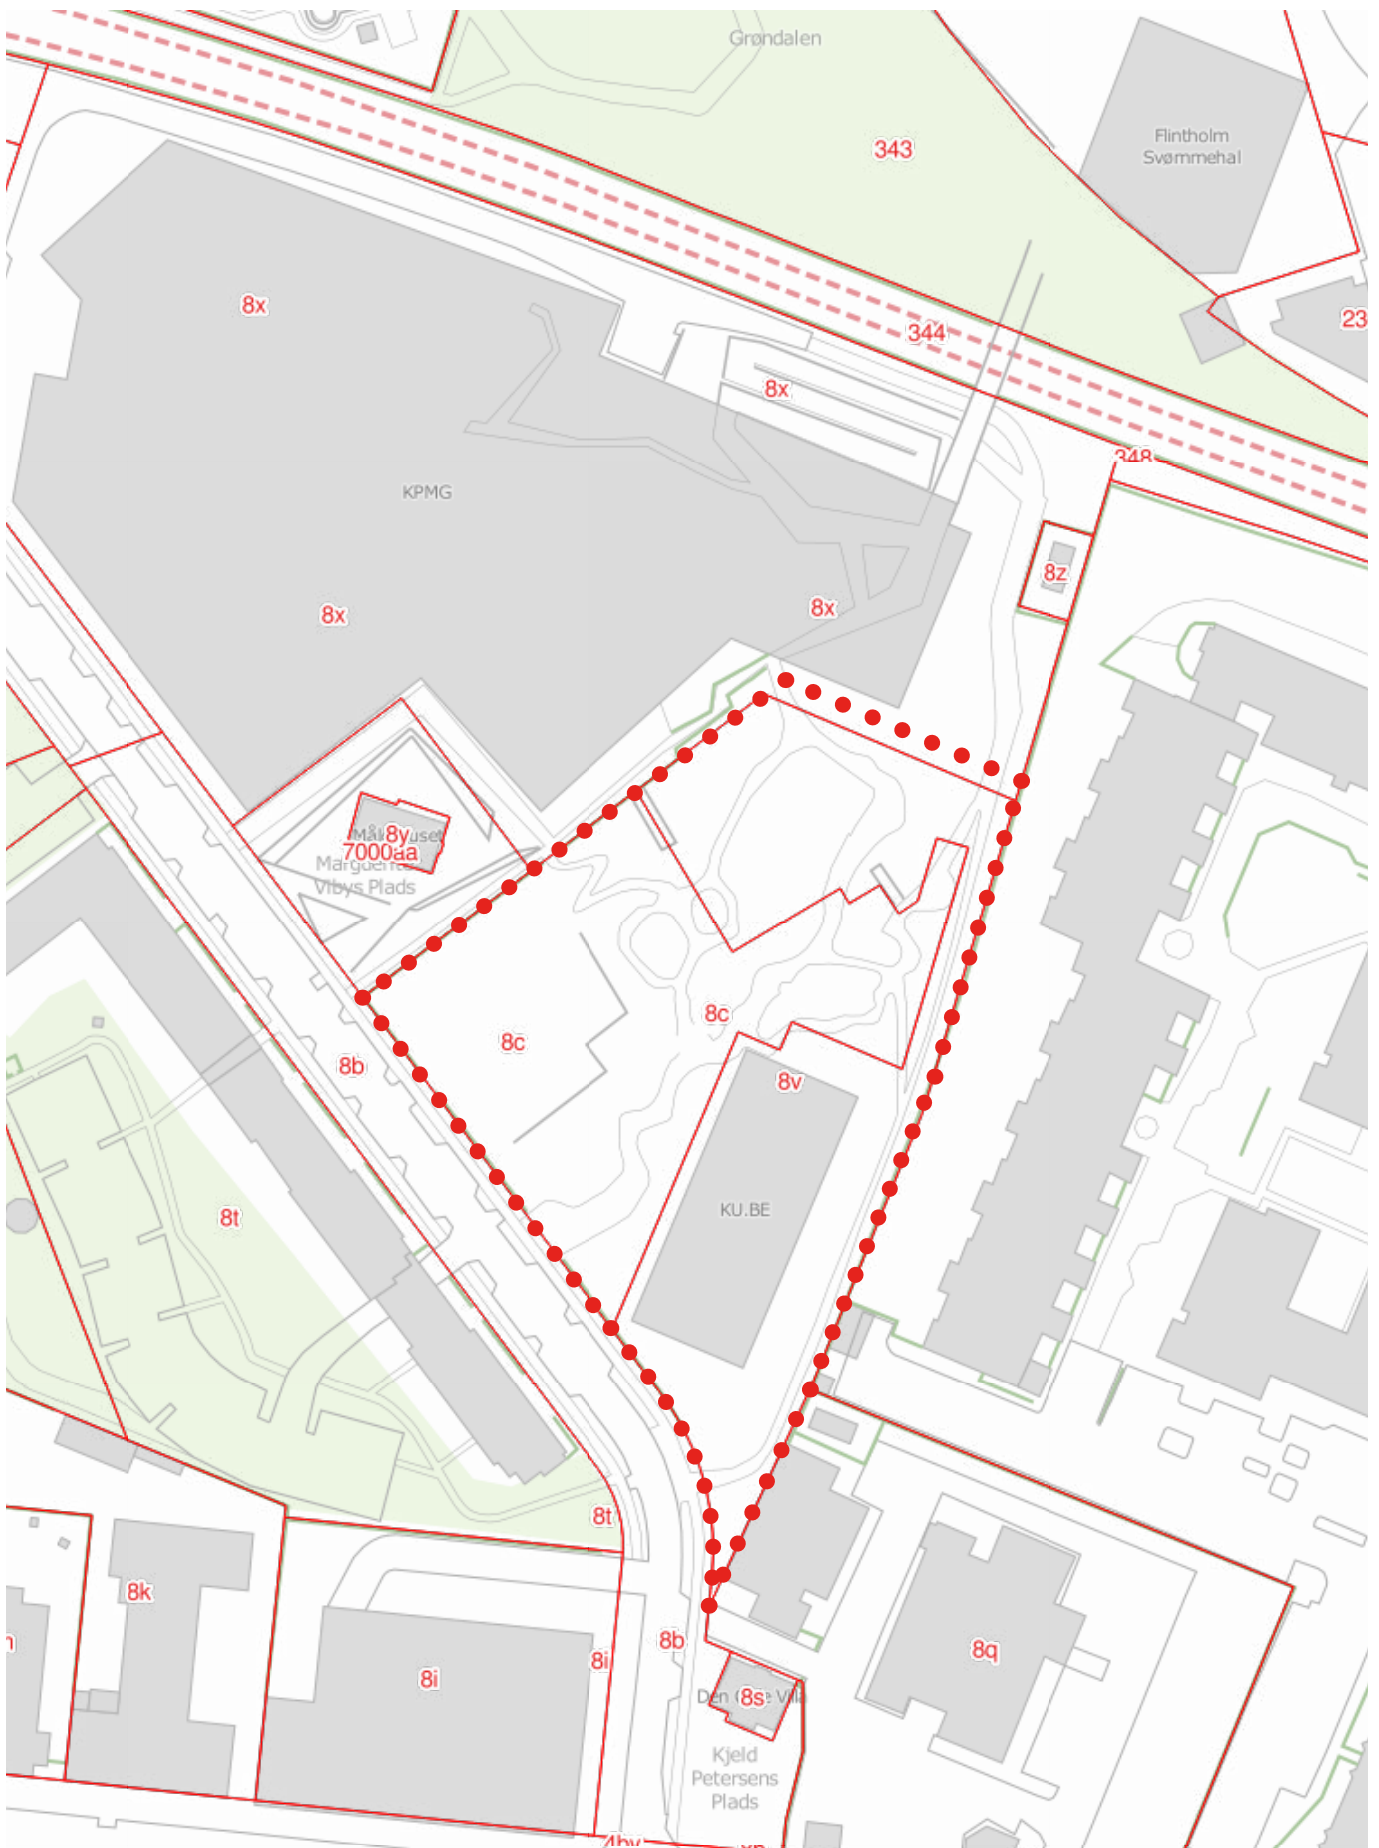 Grøndalen
343
Flintholm
Svømmehal
8x
344
23
8x
348
KPMG
8z
8x
8x
8y
7000aa
Marguerite
Vibys Plads
8c
8c
8b
8v
KU.BE
8t
8t
8k
8b
8q
8i
8i
8s
Kjeld
Petersens
Plads